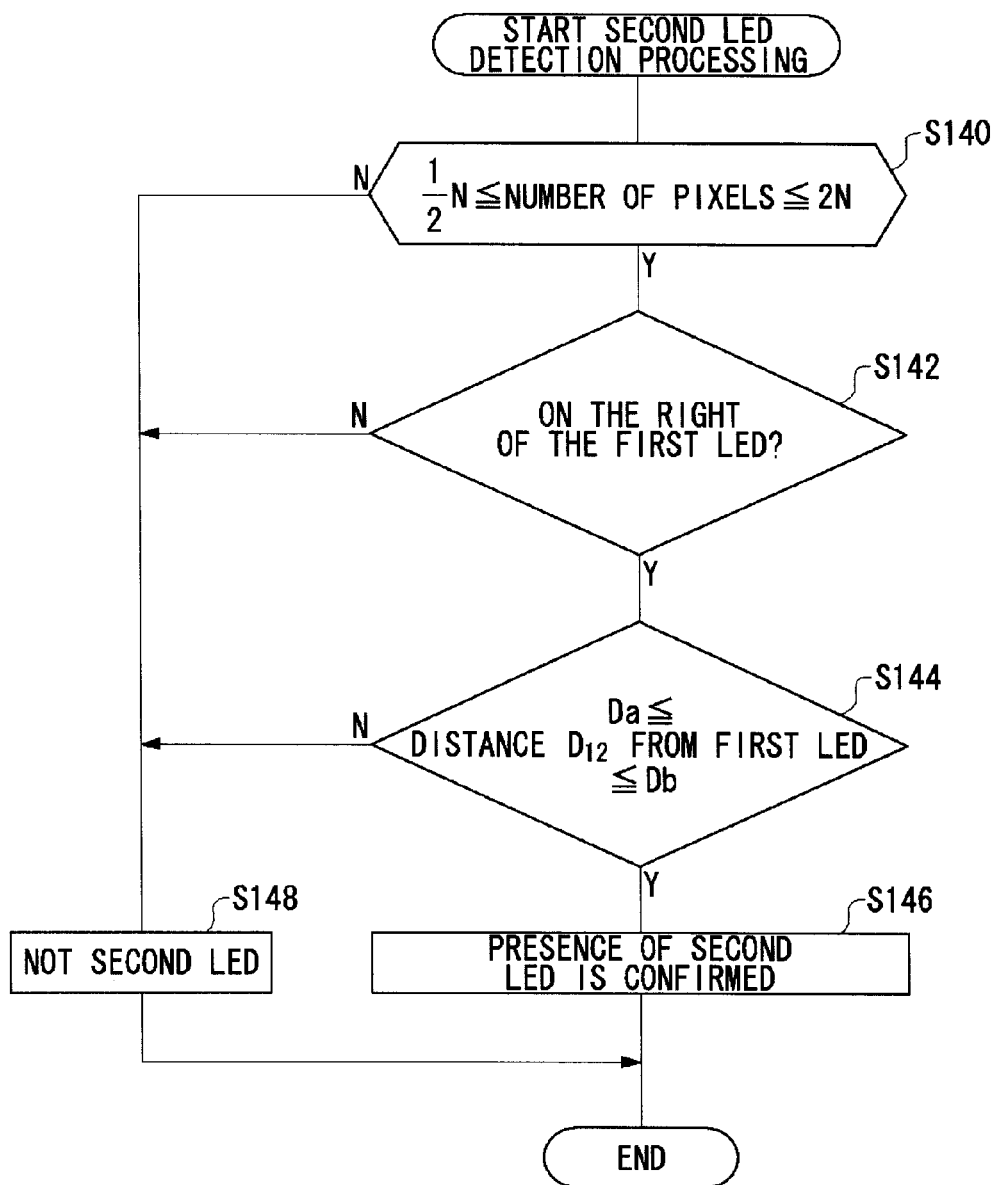 START SECOND LED
DETECTION PROCESSING
S140
N
1/2 N≦NUMBER OF PIXELS≦2N
Y
S142
N
ON THE RIGHT
OF THE FIRST LED?
Y
S144
N
Da≦
DISTANCE D12 FROM FIRST LED
≦Db
Y
S148
S146
NOT SECOND LED
PRESENCE OF SECOND
LED IS CONFIRMED
END